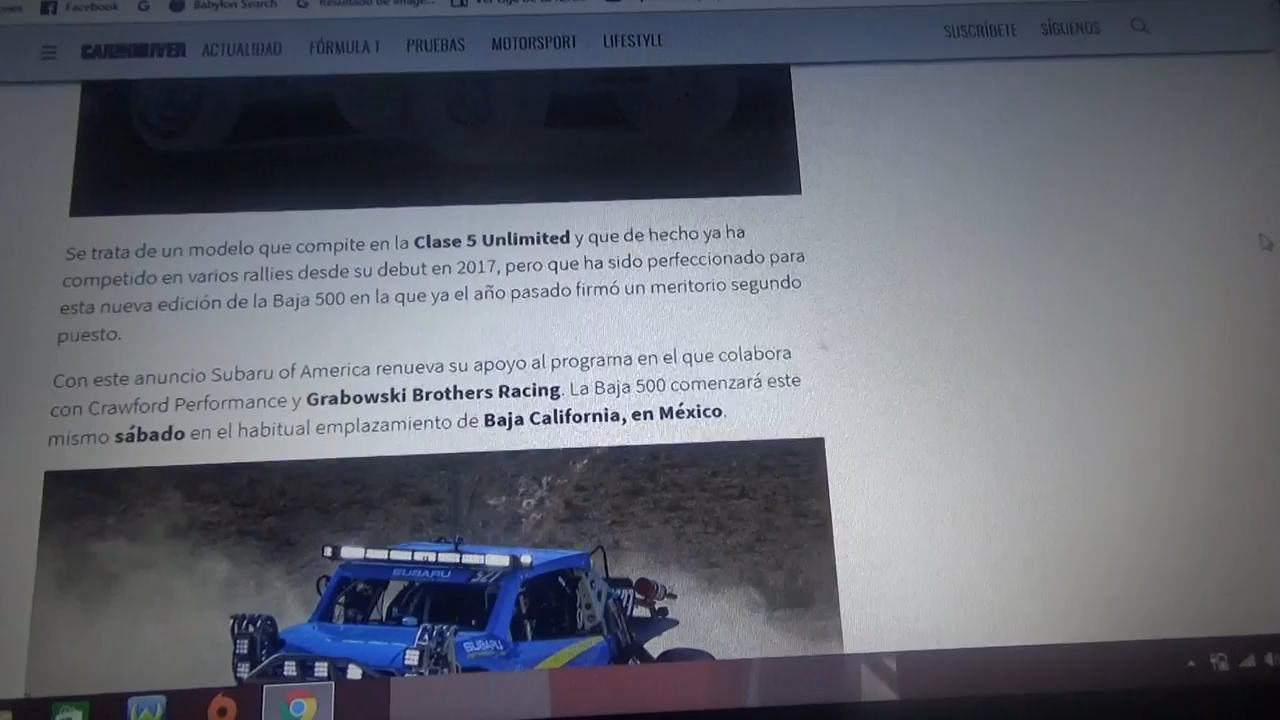 Facebook
G
Babylon Search
G
CAR AND DRIVER ACTUALIDAD FÓRMULA 1 PRUEBAS MOTORSPORT LIFESTYLE SUSCRÍBETE SÍGUENOS
Se trata de un modelo que compite en la Clase 5 Unlimited y que de hecho ya ha
competido en varios rallies desde su debut en 2017, pero que ha sido perfeccionado para
esta nueva edición de la Baja 500 en la que ya el año pasado firmó un meritorio segundo
puesto.
Con este anuncio Subaru of America renueva su apoyo al programa en el que colabora
con Crawford Performance y Grabowski Brothers Racing. La Baja 500 comenzará este
mismo sábado en el habitual emplazamiento de Baja California, en México.
SUBARU
SUBARU